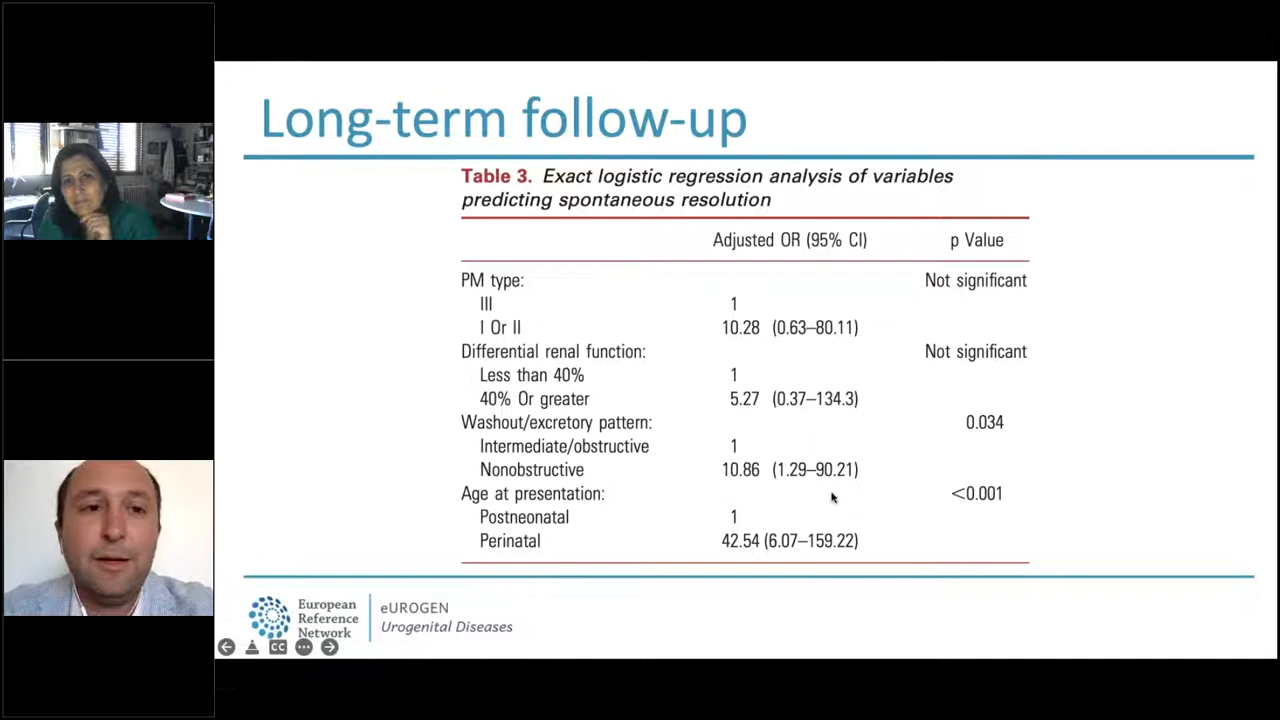 Long-term follow-up
Table 3. Exact logistic regression analysis of variables
predicting spontaneous resolution
Adjusted OR (95% CI) p Value
PM type: Not significant
III 1
I Or II 10.28 (0.63–80.11)
Differential renal function: Not significant
Less than 40% 1
40% Or greater 5.27 (0.37–134.3)
Washout/excretory pattern: 0.034
Intermediate/obstructive 1
Nonobstructive 10.86 (1.29–90.21)
Age at presentation: <0.001
Postneonatal 1
Perinatal 42.54 (6.07–159.22)
European
Reference
Network
eUROGEN
Urogenital Diseases
CC